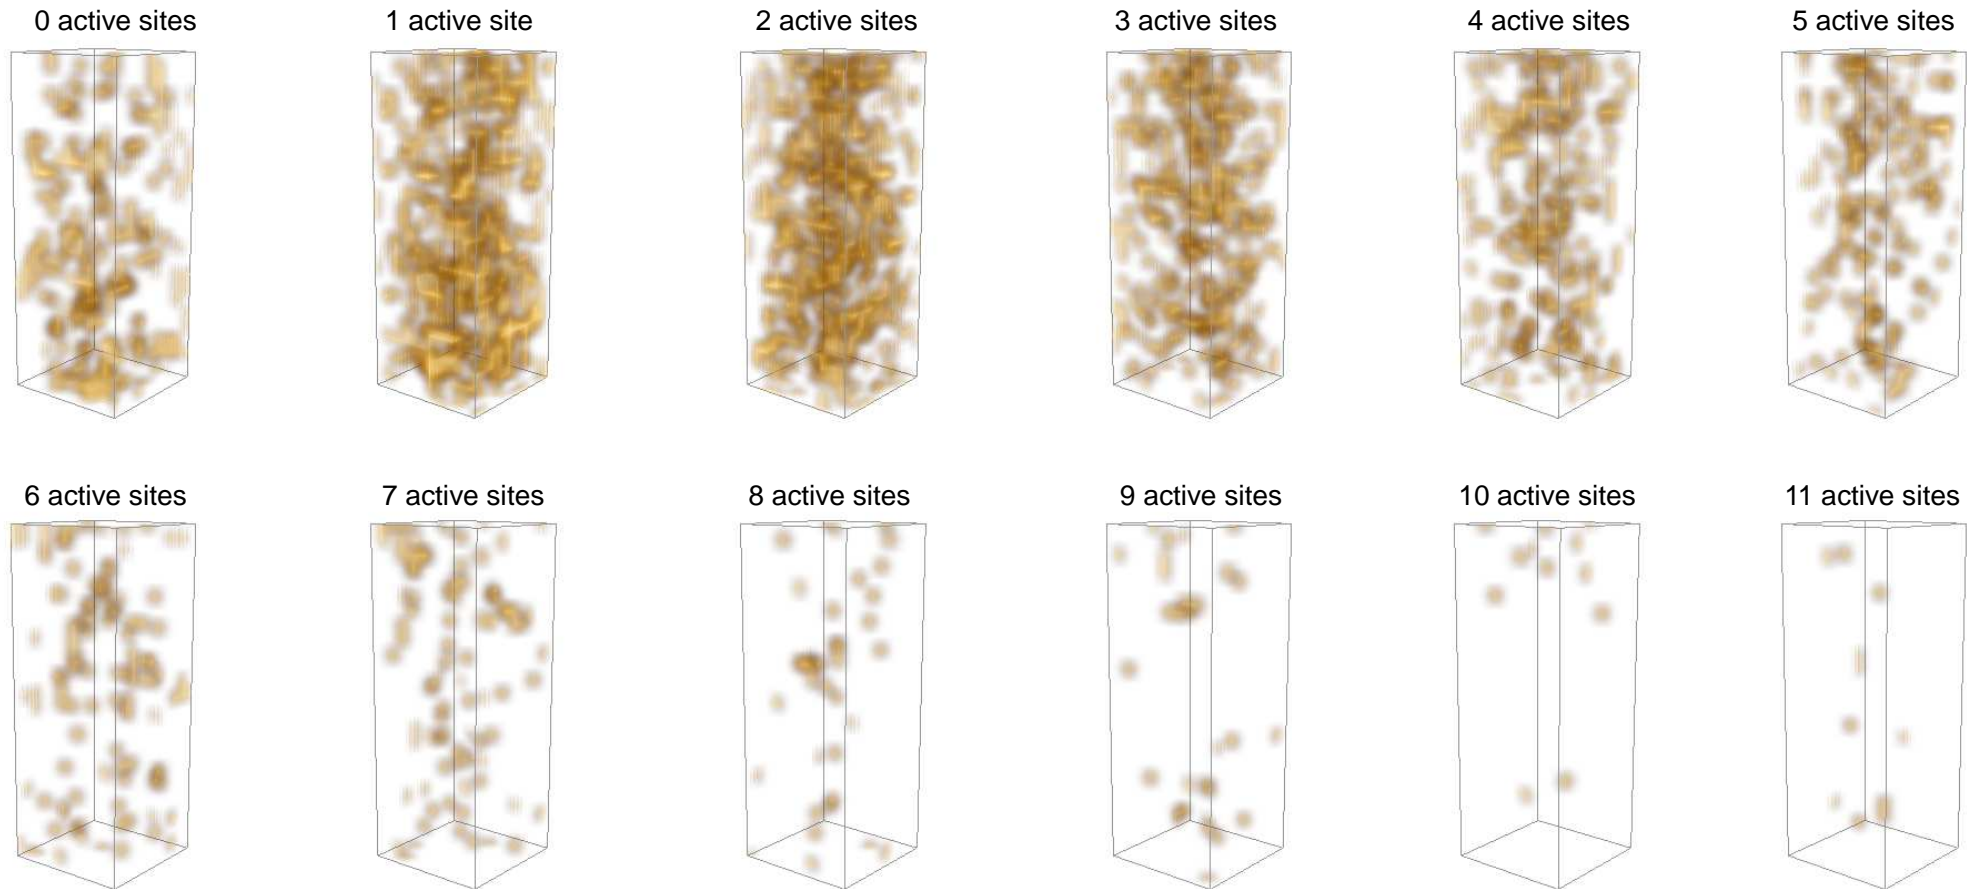 0 active sites
1 active site
2 active sites
3 active sites
4 active sites
5 active sites
6 active sites
7 active sites
8 active sites
9 active sites
10 active sites
11 active sites